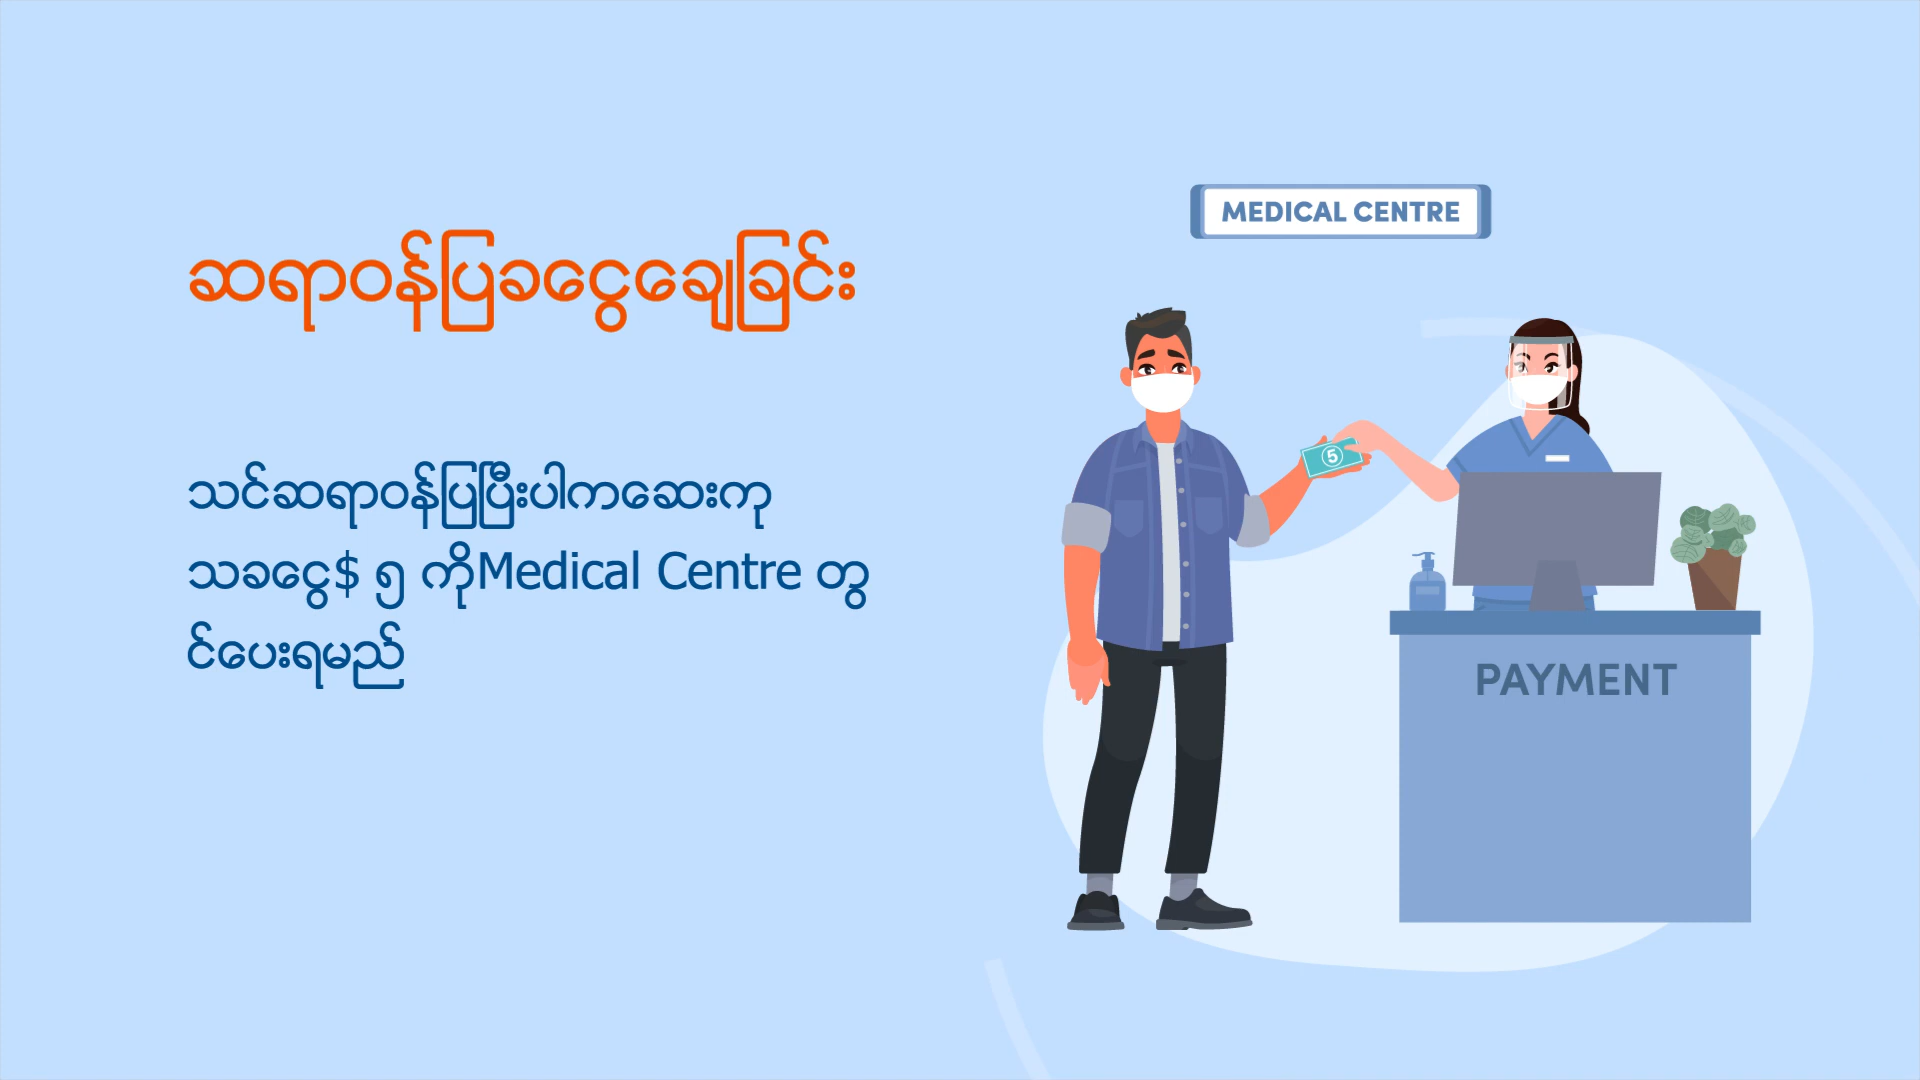 ဆရာဝန်ပြခငွေချေခြင်း
သင်ဆရာဝန်ပြပြီးပါကဆေးကု
သခငွေ$ ၅ ကိုMedical Centre တွ
င်ပေးရမည်
MEDICAL CENTRE
5
PAYMENT